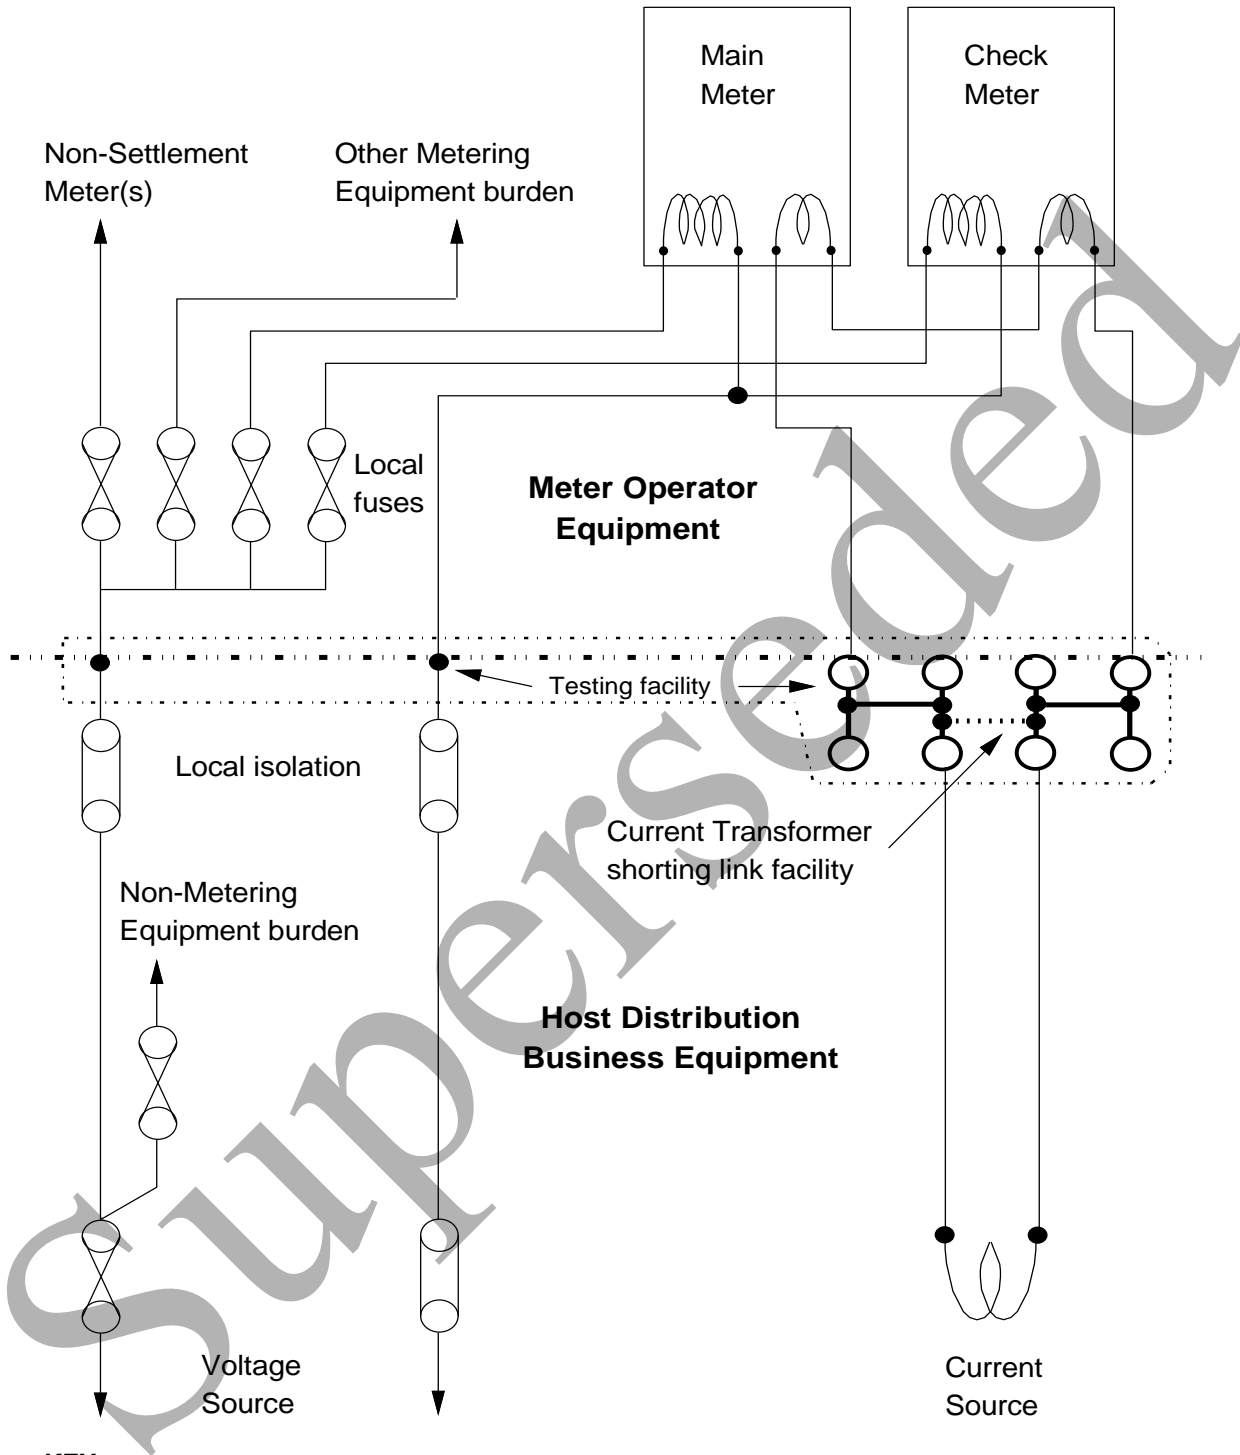 Main
Meter
Check
Meter
Non-Settlement
Meter(s)
Other Metering
Equipment burden
Local
fuses
Meter Operator
Equipment
Testing facility
Local isolation
Current Transformer
shorting link facility
Non-Metering
Equipment burden
Host Distribution
Business Equipment
Voltage
Source
Current
Source
Superseded